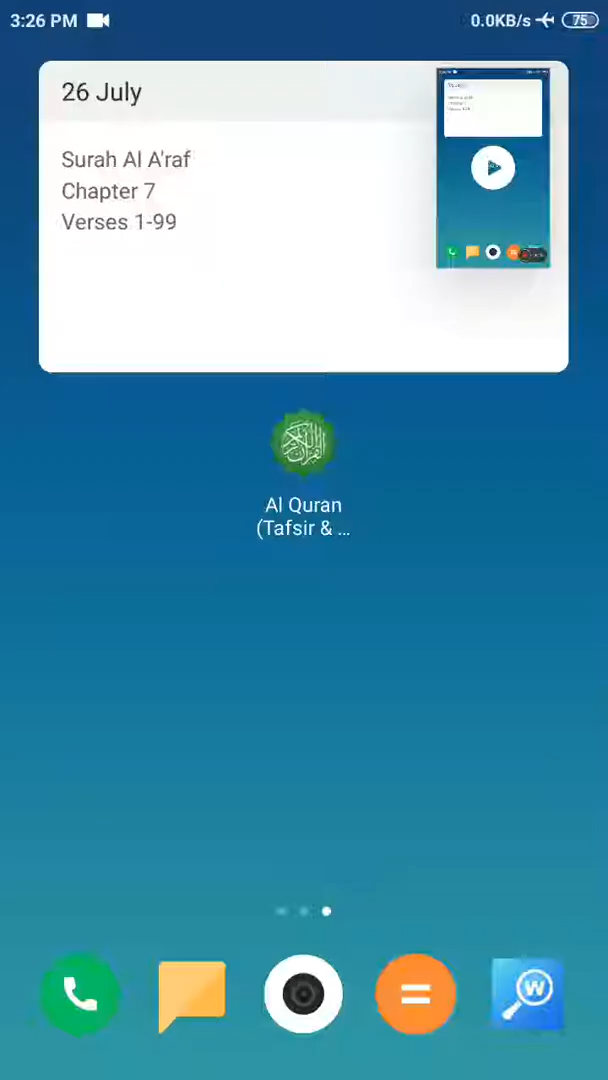 3:26 PM
0.0KB/s
75
26 July
Surah Al A'raf
Chapter 7
Verses 1-99
Al Quran
(Tafsir & ...
W